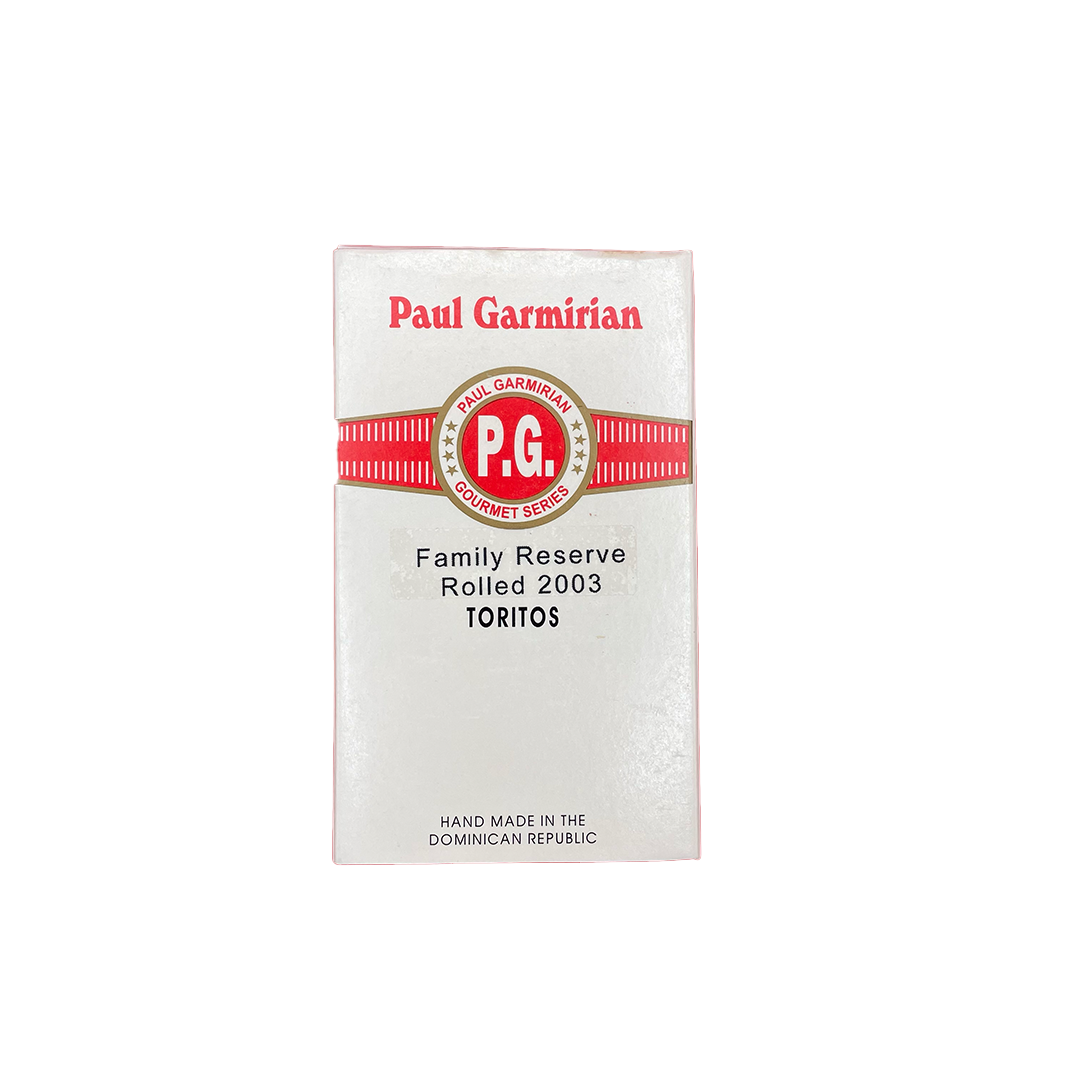 Paul Garmirian
PAUL GARMIRIAN
P.G.
GOURMET SERIES
Family Reserve
Rolled 2003
TORITOS
HAND MADE IN THE
DOMINICAN REPUBLIC